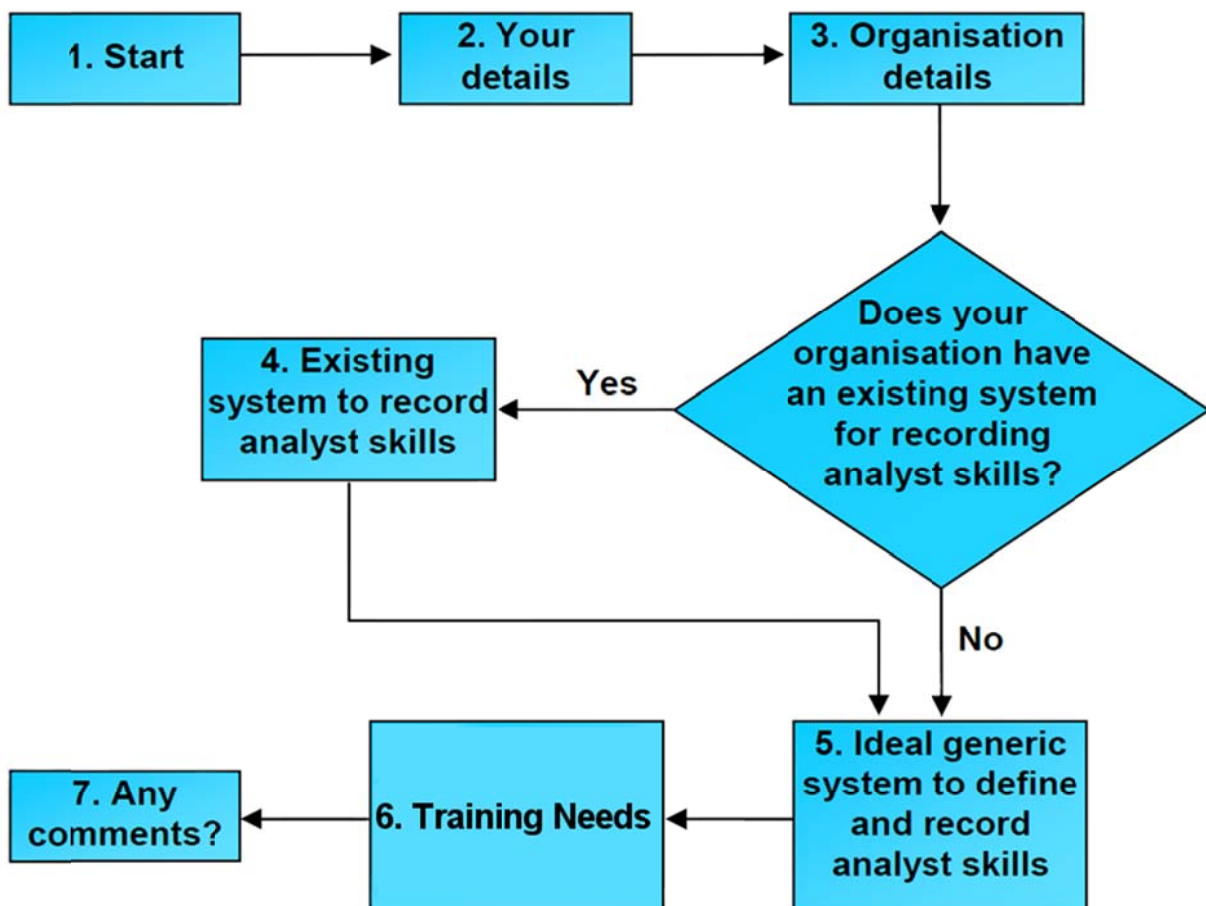 1. Start
2. Your
details
3. Organisation
details
Does your
organisation have
an existing system
for recording
analyst skills?
Yes
4. Existing
system to record
analyst skills
No
5. Ideal generic
system to define
and record
analyst skills
6. Training Needs
7. Any
comments?